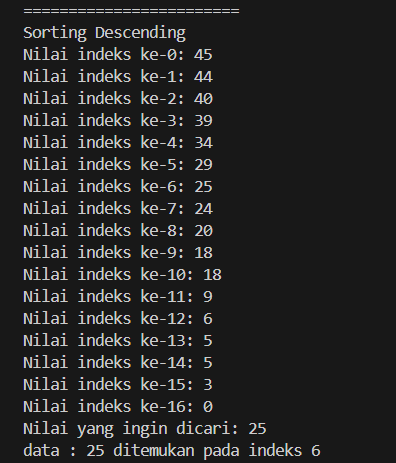 ========================
Sorting Descending
Nilai indeks ke-0: 45
Nilai indeks ke-1: 44
Nilai indeks ke-2: 40
Nilai indeks ke-3: 39
Nilai indeks ke-4: 34
Nilai indeks ke-5: 29
Nilai indeks ke-6: 25
Nilai indeks ke-7: 24
Nilai indeks ke-8: 20
Nilai indeks ke-9: 18
Nilai indeks ke-10: 18
Nilai indeks ke-11: 9
Nilai indeks ke-12: 6
Nilai indeks ke-13: 5
Nilai indeks ke-14: 5
Nilai indeks ke-15: 3
Nilai indeks ke-16: 0
Nilai yang ingin dicari: 25
data : 25 ditemukan pada indeks 6